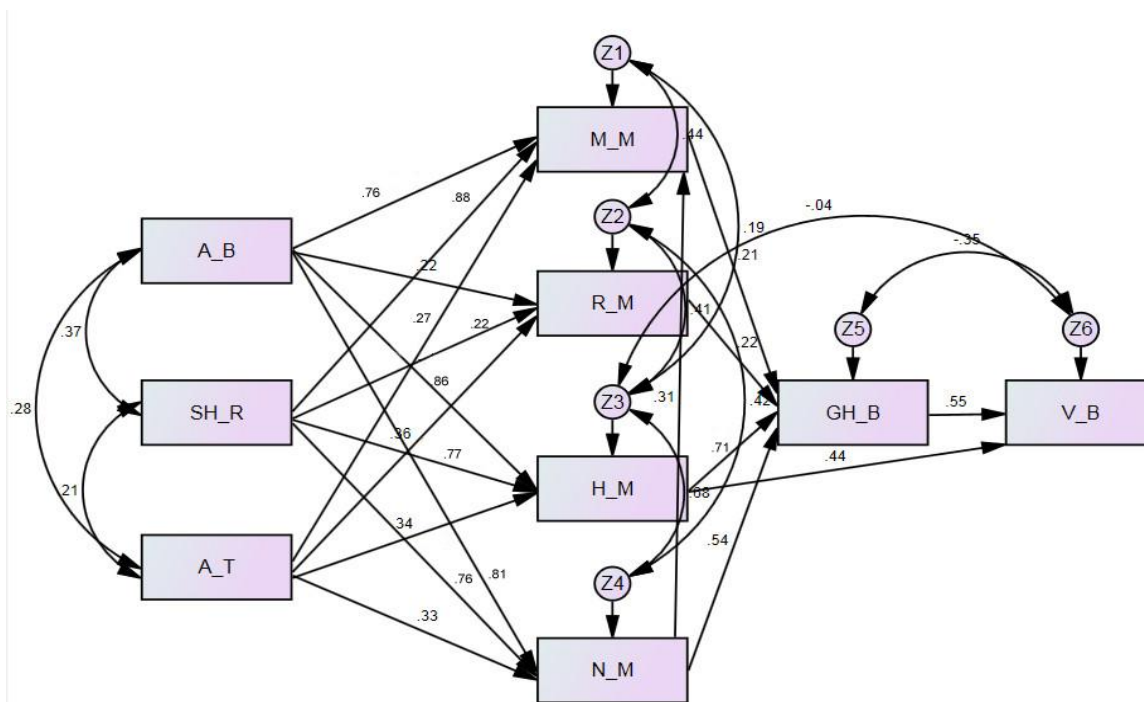 Z1
M_M
.44
.76
.88
Z2
-.04
.19
-.35
A_B
.22
.21
R_M
.27
.22
.41
Z5
Z6
.37
.22
.86
.31
.42
Z3
.28
SH_R
GH_B
.55
V_B
.36
.77
.71
.44
H_M
.68
.21
.34
.54
A_T
.76
.81
Z4
.33
N_M